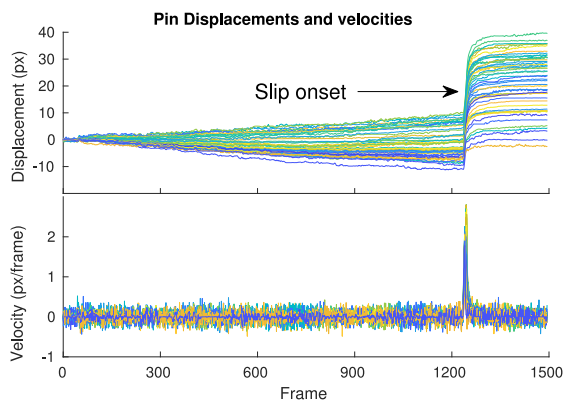 Pin Displacements and velocities
Displacement (px)
40
30
20
10
0
-10
Slip onset
Velocity (px/frame)
2
1
0
-1
0 300 600 900 1200 1500
Frame